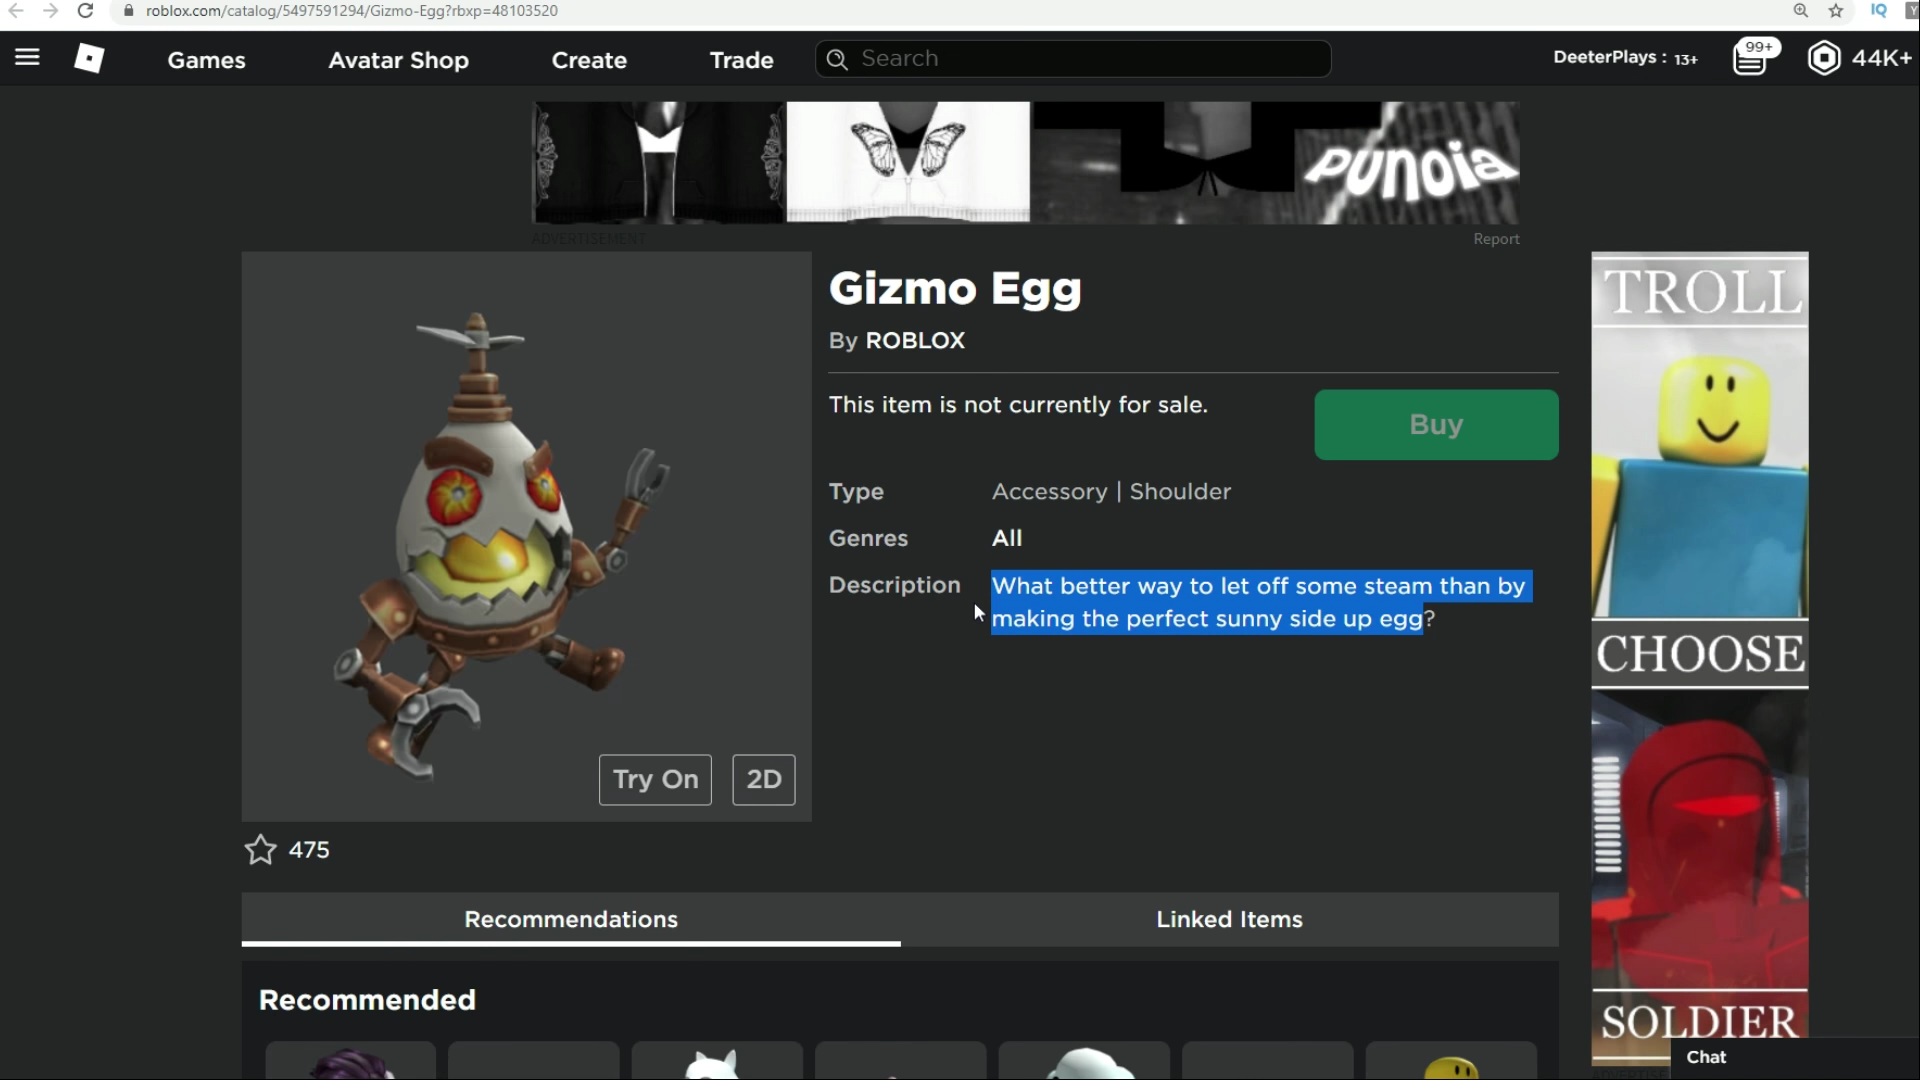 roblox.com/catalog/5497591294/Gizmo-Egg?rbxp=48103520
IQ
Y
Games
Avatar Shop
Create
Trade
Search
DeeterPlays : 13+
99+
44K+
PUNOIA
ADVERTISEMENT
Report
Gizmo Egg
By ROBLOX
This item is not currently for sale.
Buy
Type
Accessory | Shoulder
Genres
All
Description
What better way to let off some steam than by
making the perfect sunny side up egg?
Try On
2D
475
TROLL
CHOOSE
SOLDIER
Recommendations
Linked Items
Recommended
Chat